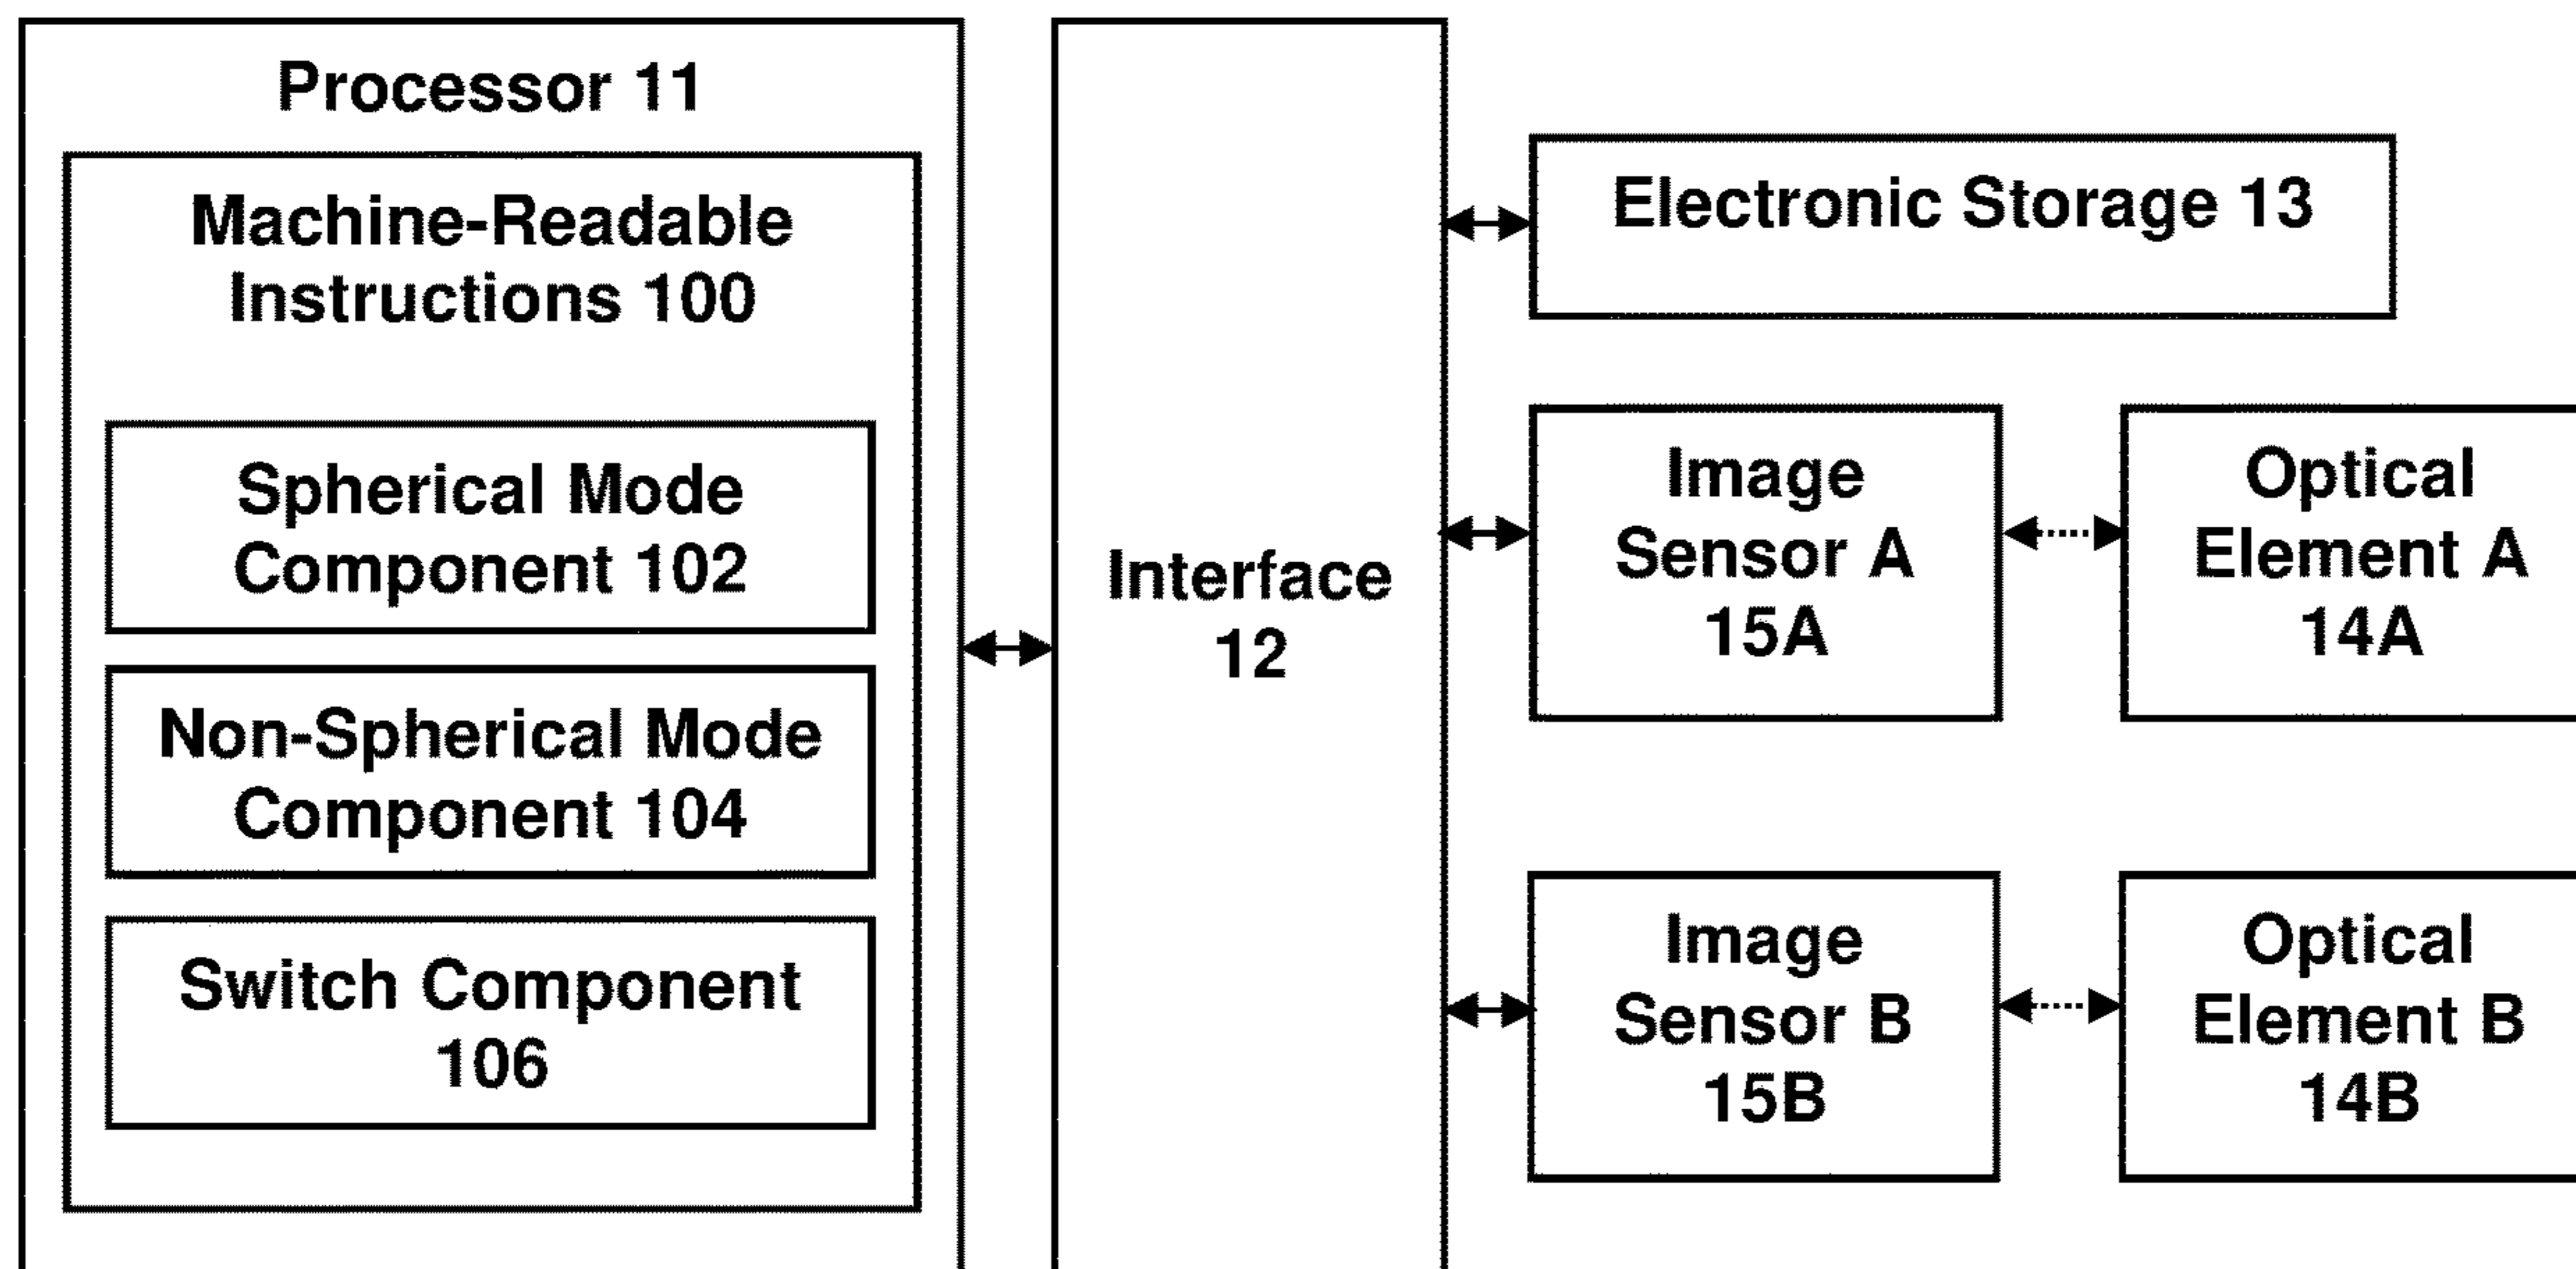 Processor 11
Machine-Readable
Instructions 100
Spherical Mode
Component 102
Non-Spherical Mode
Component 104
Switch Component
106
Interface
12
Electronic Storage 13
Image
Sensor A
15A
Optical
Element A
14A
Image
Sensor B
15B
Optical
Element B
14B